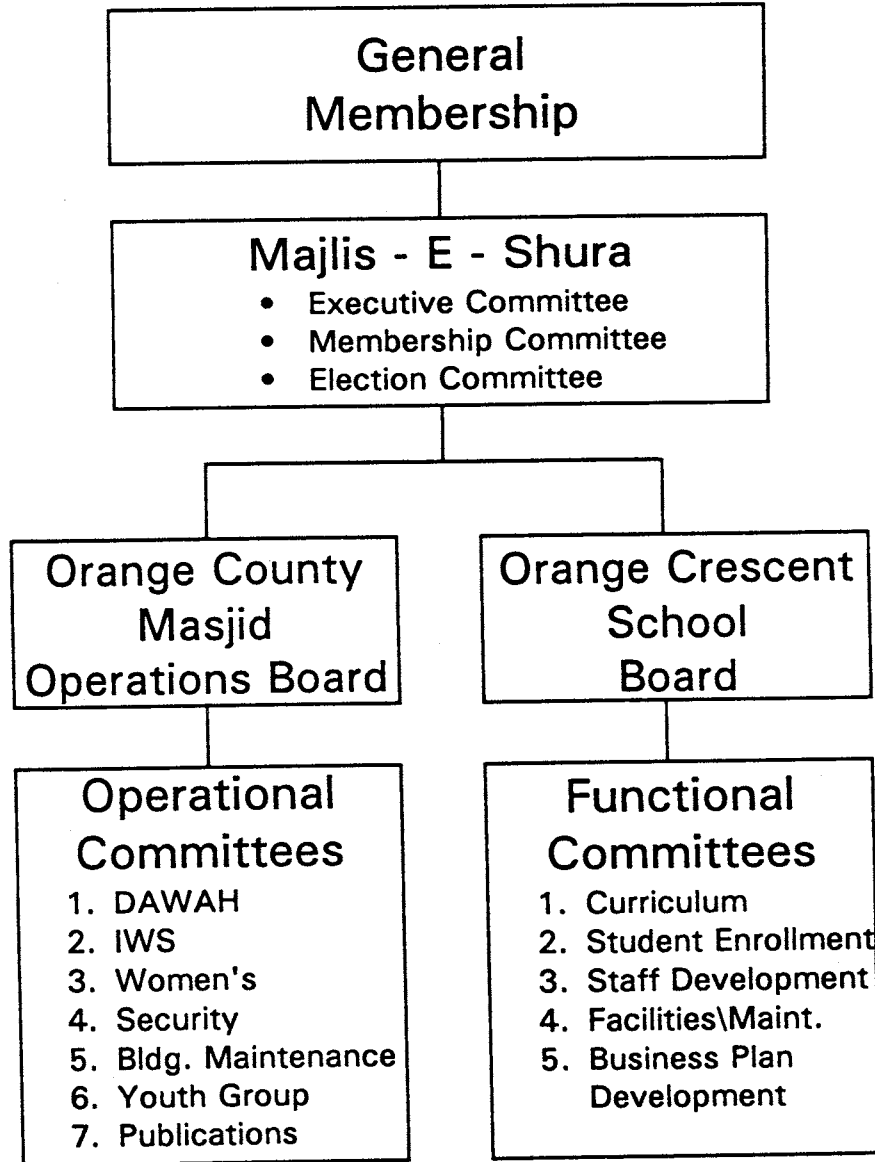 General
Membership
Majlis - E - Shura
• Executive Committee
• Membership Committee
• Election Committee
Orange County
Masjid
Operations Board
Orange Crescent
School
Board
Operational
Committees
1. DAWAH
2. IWS
3. Women's
4. Security
5. Bldg. Maintenance
6. Youth Group
7. Publications
Functional
Committees
1. Curriculum
2. Student Enrollment
3. Staff Development
4. Facilities\Maint.
5. Business Plan
Development